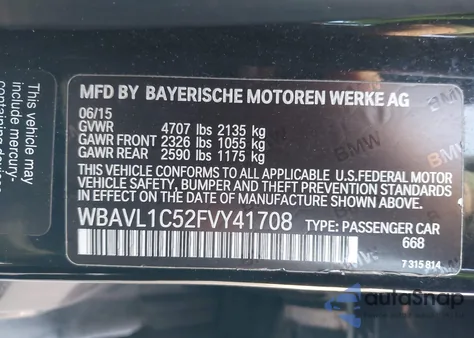 This vehicle may
include mercury-
MFD BY BAYERISCHE MOTOREN WERKE AG
06/15
GVWR 4707 lbs 2135 kg
GAWR FRONT 2326 lbs 1055 kg
GAWR REAR 2590 lbs 1175 kg
THIS VEHICLE CONFORMS TO ALL APPLICABLE U.S.FEDERAL MOTOR
VEHICLE SAFETY, BUMPER AND THEFT PREVENTION STANDARDS
IN EFFECT ON THE DATE OF MANUFACTURE SHOWN ABOVE.
WBAVL1C52FVY41708 TYPE: PASSENGER CAR
668
7 315 814
BMW
BMW
BMW
autoSnap